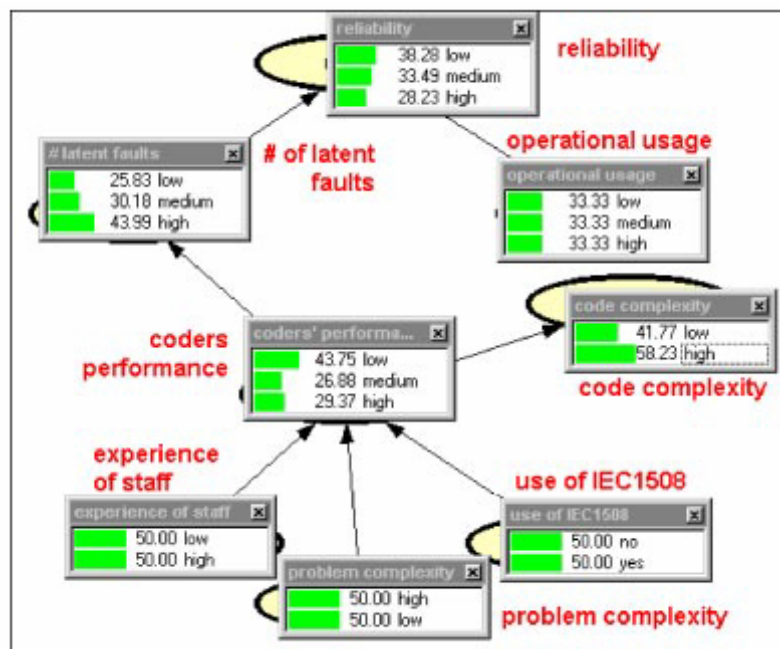 reliability
38.28 low
33.49 medium
28.23 high
reliability
# latent faults
25.83 low
30.18 medium
43.99 high
# of latent
faults
operational usage
operational usage
33.33 low
33.33 medium
33.33 high
coders
performance
coders' performa...
43.75 low
26.88 medium
29.37 high
code complexity
41.77 low
58.23 high
code complexity
experience
of staff
experience of staff
50.00 low
50.00 high
problem complexity
50.00 high
50.00 low
problem complexity
use of IEC1508
use of IEC1508
50.00 no
50.00 yes